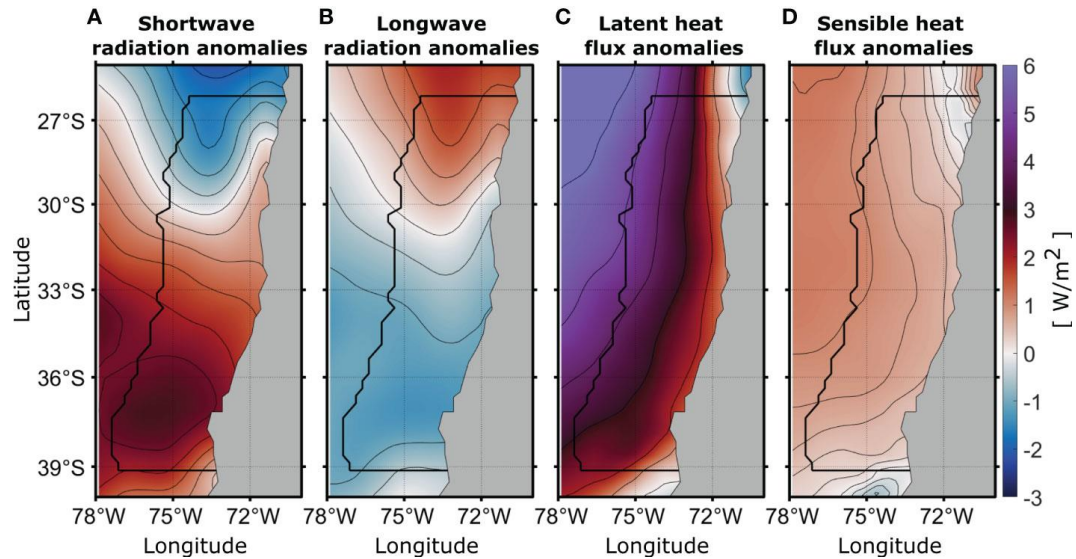 A Shortwave radiation anomalies
B Longwave radiation anomalies
C Latent heat flux anomalies
D Sensible heat flux anomalies
27°S
30°S
33°S
36°S
39°S
Latitude
78°W 75°W 72°W
78°W 75°W 72°W
78°W 75°W 72°W
78°W 75°W 72°W
Longitude
Longitude
Longitude
Longitude
6
5
4
3
2
1
0
-1
-2
-3
[ W/m² ]